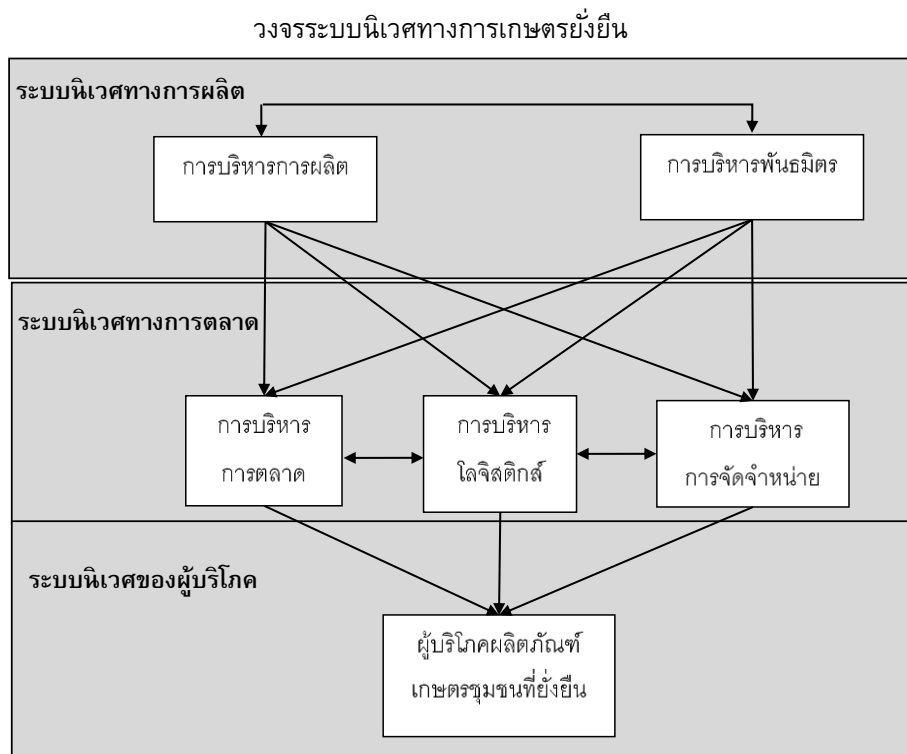 วงจรระบบนิเวศทางการเกษตรยั่งยืน
ระบบนิเวศทางการผลิต
การบริหารการผลิต
การบริหารพันธมิตร
ระบบนิเวศทางการตลาด
การบริหาร
การตลาด
การบริหาร
โลจิสติกส์
การบริหาร
การจัดจำหน่าย
ระบบนิเวศของผู้บริโภค
ผู้บริโภคผลิตภัณฑ์
เกษตรชุมชนที่ยั่งยืน